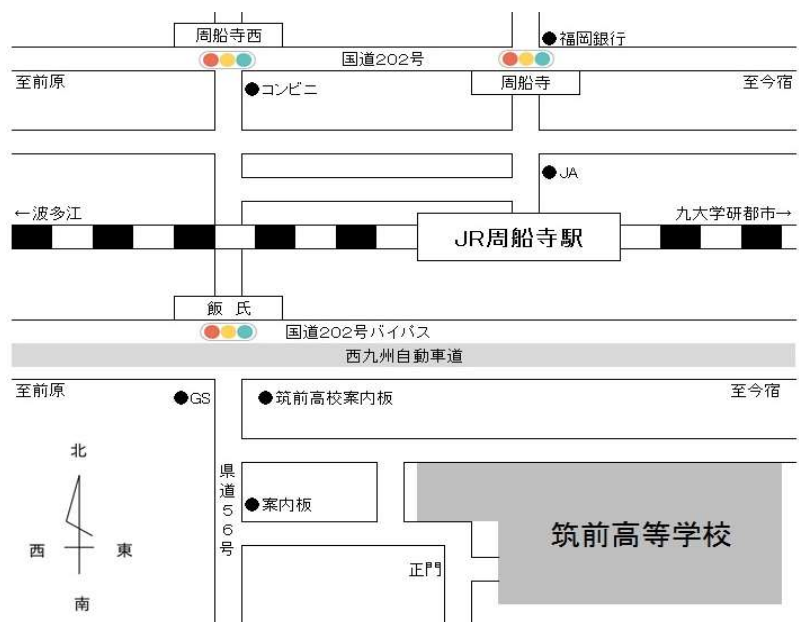 周船寺西
福岡銀行
国道202号
至前原
コンビニ
周船寺
至今宿
JA
←波多江
九大学研都市→
JR周船寺駅
飯 氏
国道202号バイパス
西九州自動車道
至前原
GS
筑前高校案内板
至今宿
北
県道56号
案内板
筑前高等学校
西
東
正門
南